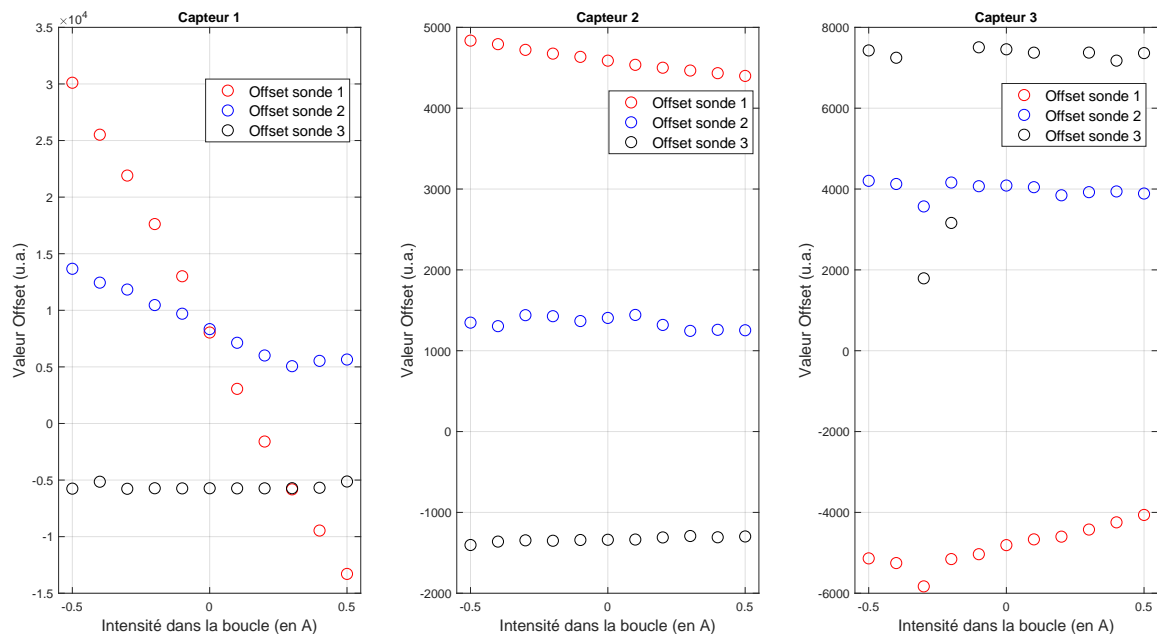 Capteur 1
×10^4
3.5
3
2.5
2
1.5
1
0.5
0
-0.5
-1
-1.5
-0.5 0 0.5
Valeur Offset (u.a.)
Intensité dans la boucle (en A)
Offset sonde 1
Offset sonde 2
Offset sonde 3
Capteur 2
5000
4000
3000
2000
1000
0
-1000
-2000
-0.5 0 0.5
Valeur Offset (u.a.)
Intensité dans la boucle (en A)
Offset sonde 1
Offset sonde 2
Offset sonde 3
Capteur 3
8000
6000
4000
2000
0
-2000
-4000
-6000
-0.5 0 0.5
Valeur Offset (u.a.)
Intensité dans la boucle (en A)
Offset sonde 1
Offset sonde 2
Offset sonde 3